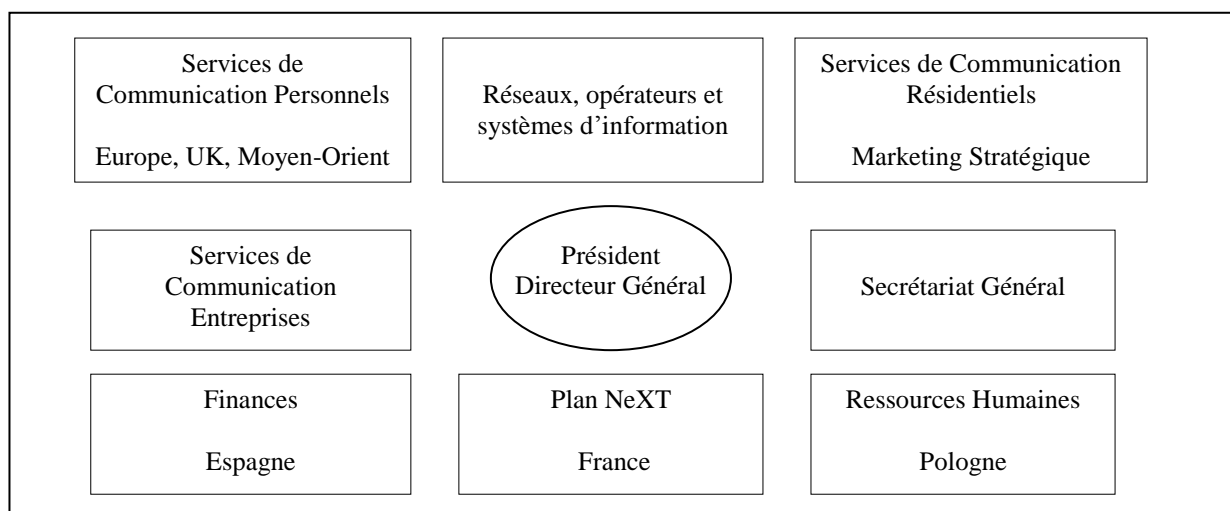 Services de
Communication Personnels
Europe, UK, Moyen-Orient
Réseaux, opérateurs et
systèmes d’information
Services de Communication
Résidentiels
Marketing Stratégique
Services de
Communication
Entreprises
Président
Directeur Général
Secrétariat Général
Finances
Espagne
Plan NeXT
France
Ressources Humaines
Pologne